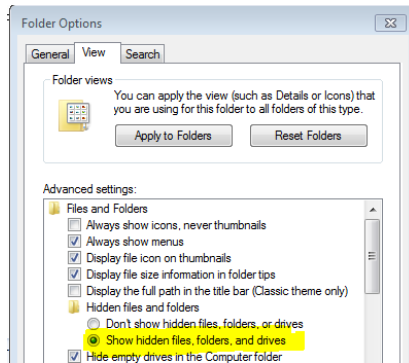 Folder Options
General View Search
Folder views
You can apply the view (such as Details or Icons) that
you are using for this folder to all folders of this type.
Apply to Folders Reset Folders
Advanced settings:
Files and Folders
Always show icons, never thumbnails
Always show menus
Display file icon on thumbnails
Display file size information in folder tips
Display the full path in the title bar (Classic theme only)
Hidden files and folders
Don't show hidden files, folders, or drives
Show hidden files, folders, and drives
Hide empty drives in the Computer folder